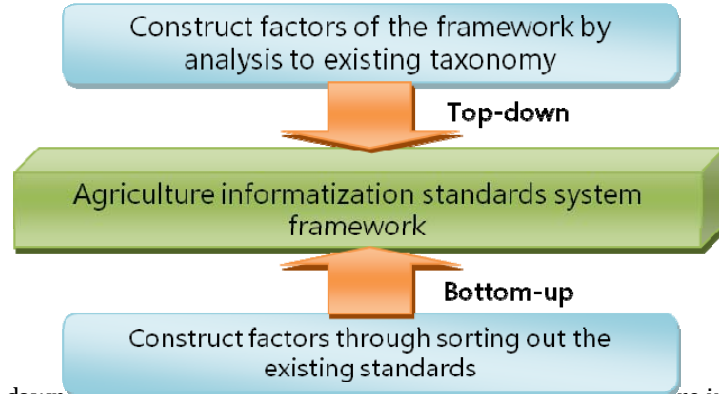 Construct factors of the framework by
analysis to existing taxonomy
Top-down
Agriculture informatization standards system
framework
Bottom-up
Construct factors through sorting out the
existing standards